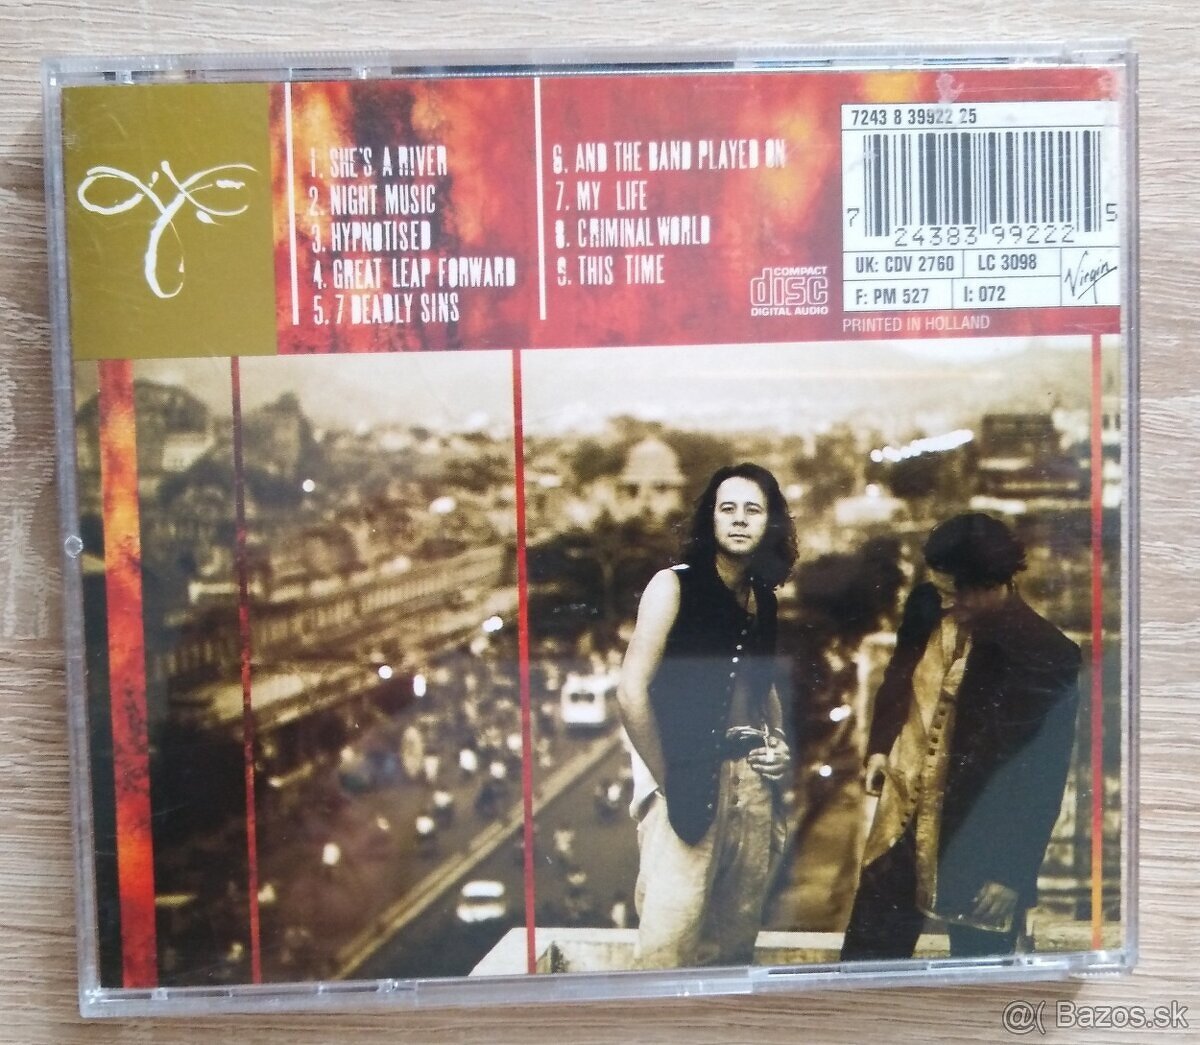 1. SHE'S A RIVER
2. NIGHT MUSIC
3. HYPNOTISED
4. GREAT LEAP FORWARD
5. 7 DEADLY SINS
6. AND THE BAND PLAYED ON
7. MY LIFE
8. CRIMINAL WORLD
9. THIS TIME
COMPACT
disc
DIGITAL AUDIO
7243 8 39922 25
7 24383 99222 5
UK: CDV 2760 LC 3098
F: PM 527 I: 072
Virgin
PRINTED IN HOLLAND
@( Bazos.sk